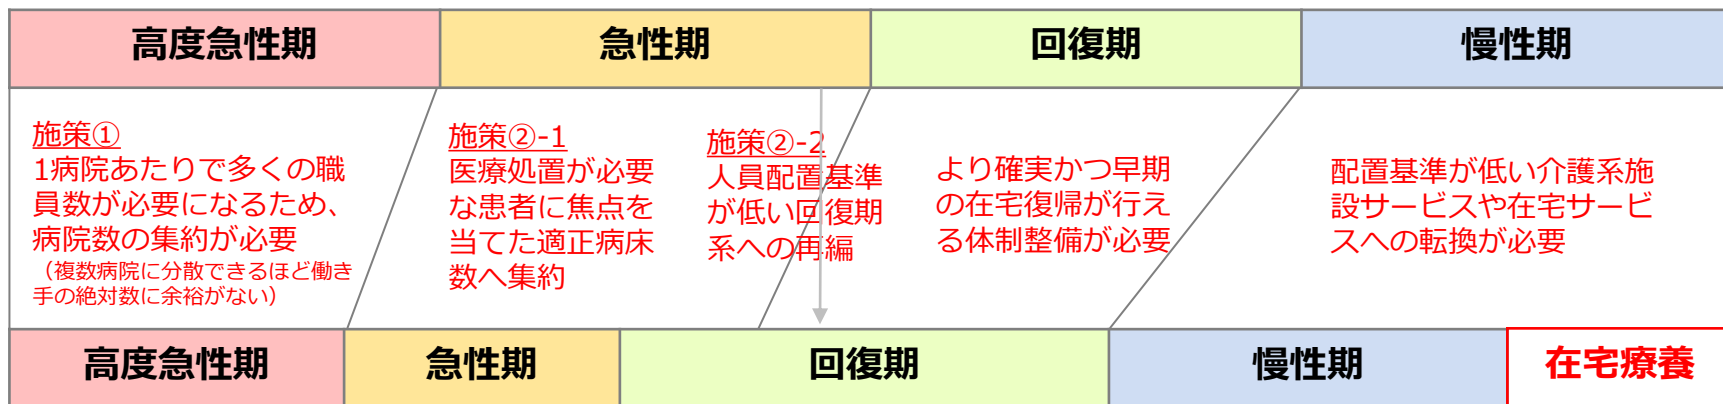 高度急性期
急性期
回復期
慢性期
施策①
1病院あたりで多くの職
員数が必要になるため、
病院数の集約が必要
（複数病院に分散できるほど働き
手の絶対数に余裕がない）
施策②-1
医療処置が必要
な患者に焦点を
当てた適正病床
数へ集約
施策②-2
人員配置基準
が低い回復期
系への再編
より確実かつ早期
の在宅復帰が行え
る体制整備が必要
配置基準が低い介護系施
設サービスや在宅サービ
スへの転換が必要
高度急性期
急性期
回復期
慢性期
在宅療養